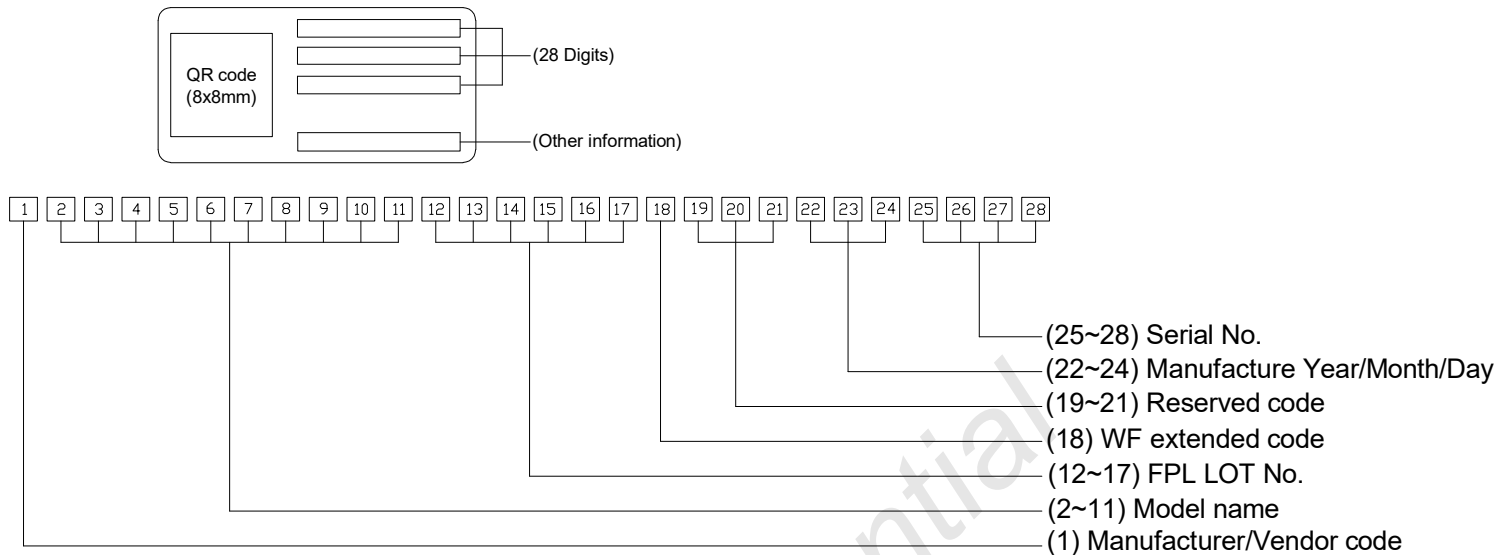 QR code
(8x8mm)
(28 Digits)
(Other information)
1 2 3 4 5 6 7 8 9 10 11 12 13 14 15 16 17 18 19 20 21 22 23 24 25 26 27 28
(25~28) Serial No.
(22~24) Manufacture Year/Month/Day
(19~21) Reserved code
(18) WF extended code
(12~17) FPL LOT No.
(2~11) Model name
(1) Manufacturer/Vendor code
ntial